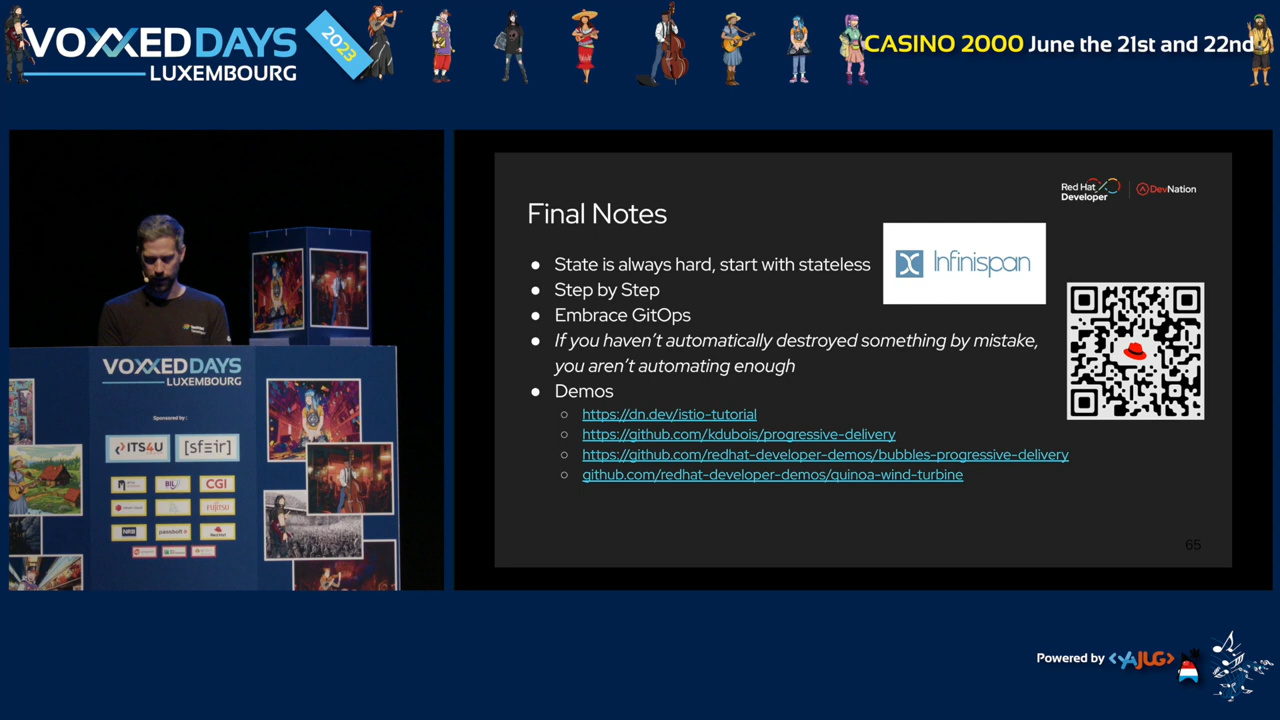 VOXXED DAYS
LUXEMBOURG
2023
CASINO 2000 June the 21st and 22nd
VOXXED DAYS
LUXEMBOURG
Sponsored by :
ITS4U
[sfeir]
BIL
CGI
FUJITSU
NRB
Red Hat
Developer
DevNation
Final Notes
Infinispan
● State is always hard, start with stateless
● Step by Step
● Embrace GitOps
● If you haven't automatically destroyed something by mistake,
you aren't automating enough
● Demos
○ https://dn.dev/istio-tutorial
○ https://github.com/kdubois/progressive-delivery
○ https://github.com/redhat-developer-demos/bubbles-progressive-delivery
○ github.com/redhat-developer-demos/quinoa-wind-turbine
65
Powered by <YAJUG>